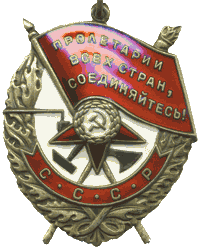 ПРОЛЕТАРИИ
ВСЕХ СТРАН,
СОЕДИНЯЙТЕСЬ!
С С С Р